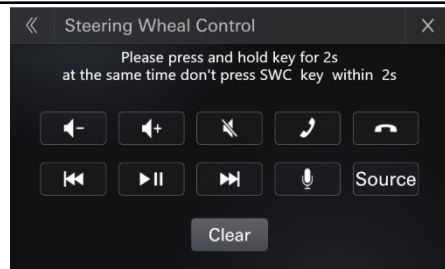 Steering Wheal Control
Please press and hold key for 2s
at the same time don't press SWC key within 2s
Source
Clear